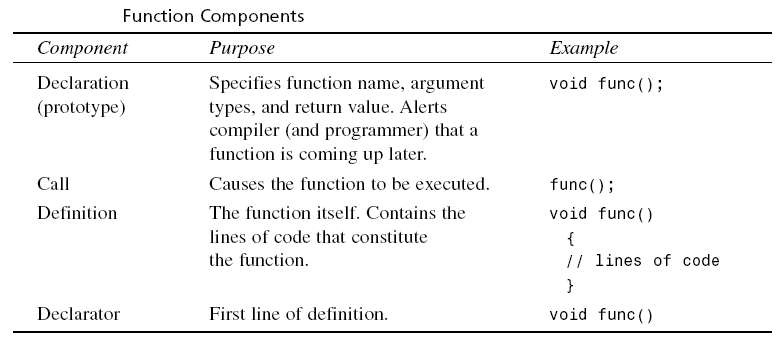 Function Components
Component Purpose Example
Declaration Specifies function name, argument void func();
(prototype) types, and return value. Alerts
compiler (and programmer) that a
function is coming up later.
Call Causes the function to be executed. func();
Definition The function itself. Contains the void func()
lines of code that constitute {
the function. // lines of code
}
Declarator First line of definition. void func()